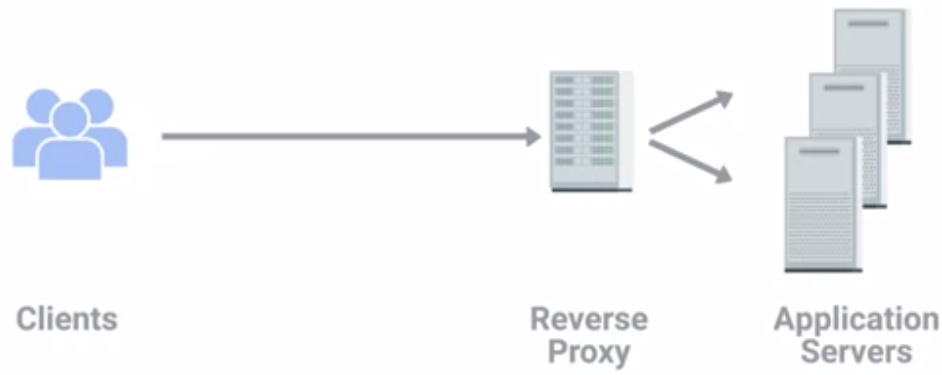 Clients
Reverse
Proxy
Application
Servers